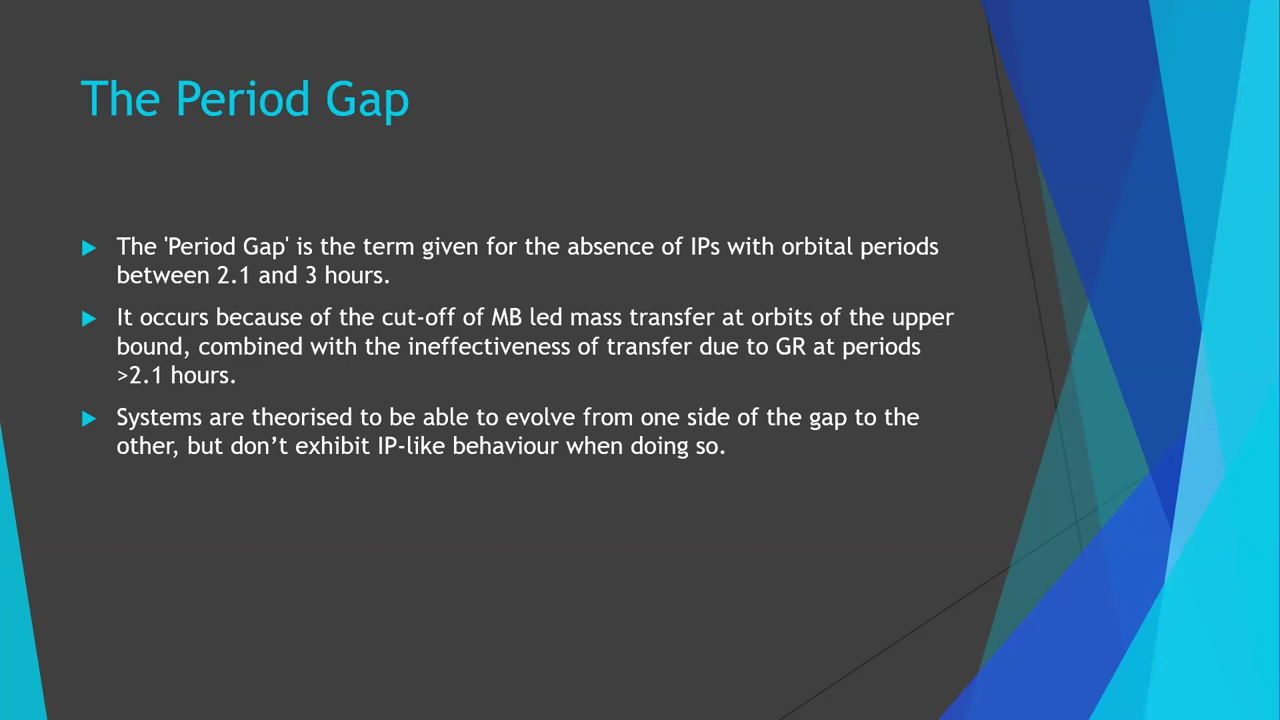 The Period Gap
The 'Period Gap' is the term given for the absence of IPs with orbital periods
between 2.1 and 3 hours.
It occurs because of the cut-off of MB led mass transfer at orbits of the upper
bound, combined with the ineffectiveness of transfer due to GR at periods
>2.1 hours.
Systems are theorised to be able to evolve from one side of the gap to the
other, but don’t exhibit IP-like behaviour when doing so.